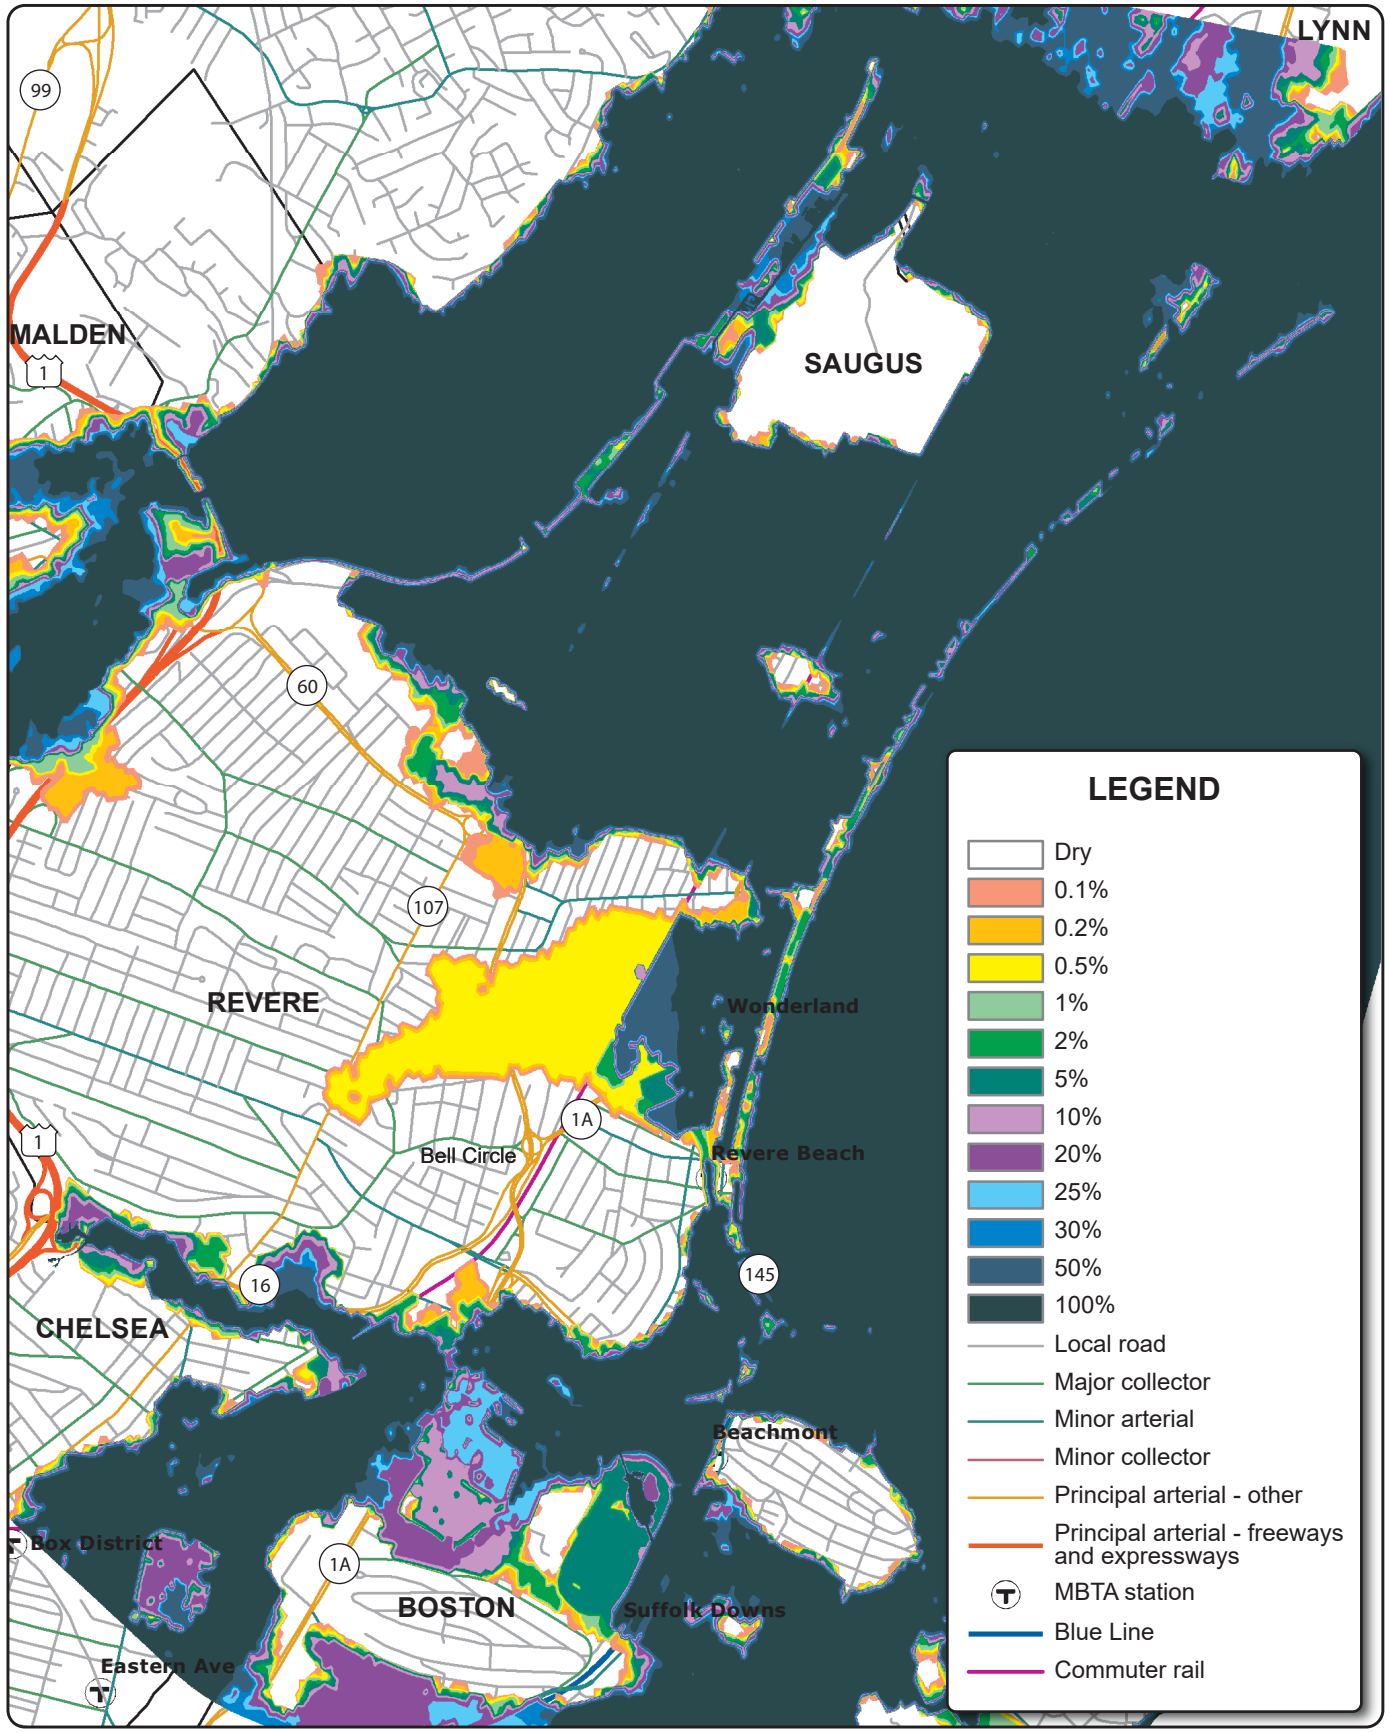 LYNN
99
MALDEN
1
SAUGUS
60
107
REVERE
Wonderland
1A
1
Bell Circle
Revere Beach
16
145
CHELSEA
Beachmont
Box District
1A
BOSTON
Suffolk Downs
Eastern Ave
T
LEGEND
Dry
0.1%
0.2%
0.5%
1%
2%
5%
10%
20%
25%
30%
50%
100%
Local road
Major collector
Minor arterial
Minor collector
Principal arterial - other
Principal arterial - freeways
and expressways
T
MBTA station
Blue Line
Commuter rail